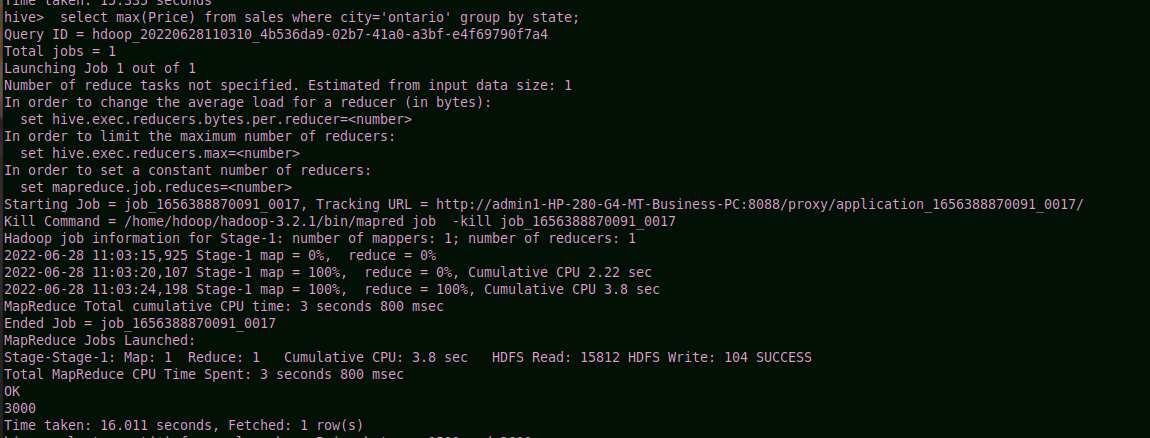 Time taken: 15.335 seconds
hive>  select max(Price) from sales where city='ontario' group by state;
Query ID = hdoop_20220628110310_4b536da9-02b7-41a0-a3bf-e4f69790f7a4
Total jobs = 1
Launching Job 1 out of 1
Number of reduce tasks not specified. Estimated from input data size: 1
In order to change the average load for a reducer (in bytes):
  set hive.exec.reducers.bytes.per.reducer=<number>
In order to limit the maximum number of reducers:
  set hive.exec.reducers.max=<number>
In order to set a constant number of reducers:
  set mapreduce.job.reduces=<number>
Starting Job = job_1656388870091_0017, Tracking URL = http://admin1-HP-280-G4-MT-Business-PC:8088/proxy/application_1656388870091_0017/
Kill Command = /home/hdoop/hadoop-3.2.1/bin/mapred job  -kill job_1656388870091_0017
Hadoop job information for Stage-1: number of mappers: 1; number of reducers: 1
2022-06-28 11:03:15,925 Stage-1 map = 0%,  reduce = 0%
2022-06-28 11:03:20,107 Stage-1 map = 100%,  reduce = 0%, Cumulative CPU 2.22 sec
2022-06-28 11:03:24,198 Stage-1 map = 100%,  reduce = 100%, Cumulative CPU 3.8 sec
MapReduce Total cumulative CPU time: 3 seconds 800 msec
Ended Job = job_1656388870091_0017
MapReduce Jobs Launched:
Stage-Stage-1: Map: 1  Reduce: 1   Cumulative CPU: 3.8 sec   HDFS Read: 15812 HDFS Write: 104 SUCCESS
Total MapReduce CPU Time Spent: 3 seconds 800 msec
OK
3000
Time taken: 16.011 seconds, Fetched: 1 row(s)